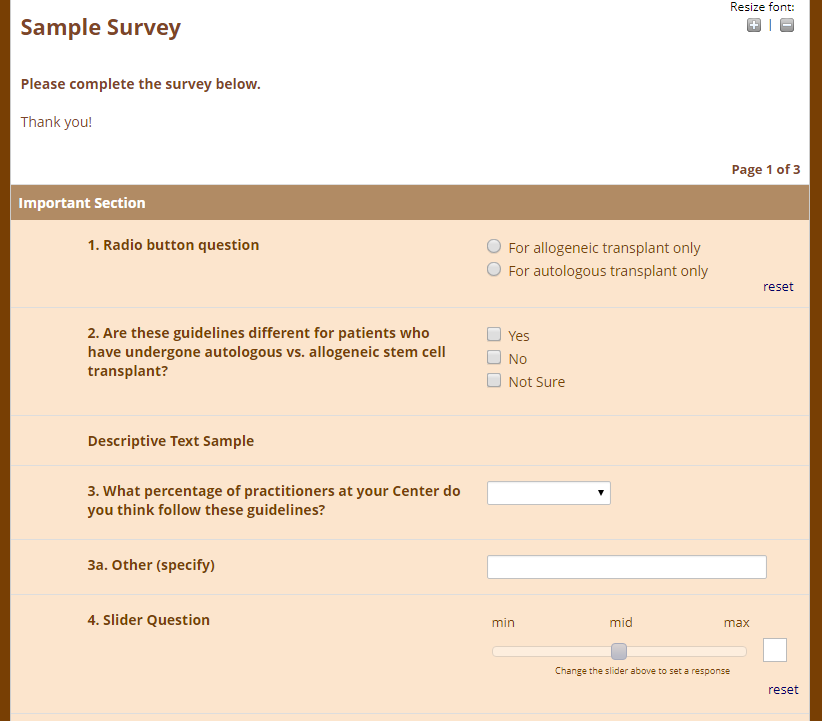 Resize font:
Sample Survey
+ | −
Please complete the survey below.
Thank you!
Page 1 of 3
Important Section
1. Radio button question
For allogeneic transplant only
For autologous transplant only
reset
2. Are these guidelines different for patients who
have undergone autologous vs. allogeneic stem cell
transplant?
Yes
No
Not Sure
Descriptive Text Sample
3. What percentage of practitioners at your Center do
you think follow these guidelines?
3a. Other (specify)
4. Slider Question
min mid max
Change the slider above to set a response
reset